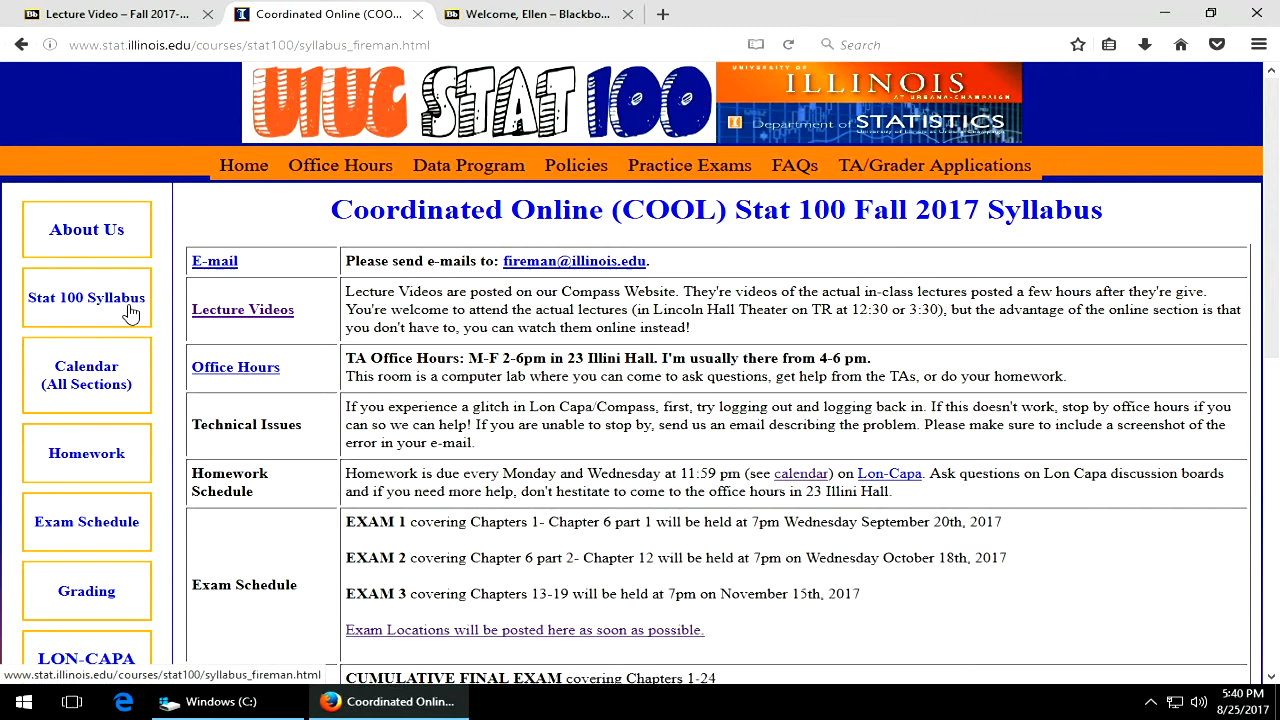 Lecture Video – Fall 2017-...
Coordinated Online (COO...
Welcome, Ellen – Blackbo...
www.stat.illinois.edu/courses/stat100/syllabus_fireman.html
Search
UIUC STAT 100
UNIVERSITY OF
ILLINOIS
AT URBANA-CHAMPAIGN
Department of STATISTICS
University of Illinois at Urbana-Champaign
Home
Office Hours
Data Program
Policies
Practice Exams
FAQs
TA/Grader Applications
About Us
Stat 100 Syllabus
Calendar
(All Sections)
Homework
Exam Schedule
Grading
LON-CAPA
Coordinated Online (COOL) Stat 100 Fall 2017 Syllabus
E-mail
Please send e-mails to: fireman@illinois.edu.
Lecture Videos
Lecture Videos are posted on our Compass Website. They're videos of the actual in-class lectures posted a few hours after they're give.
You're welcome to attend the actual lectures (in Lincoln Hall Theater on TR at 12:30 or 3:30), but the advantage of the online section is that
you don't have to, you can watch them online instead!
Office Hours
TA Office Hours: M-F 2-6pm in 23 Illini Hall. I'm usually there from 4-6 pm.
This room is a computer lab where you can come to ask questions, get help from the TAs, or do your homework.
Technical Issues
If you experience a glitch in Lon Capa/Compass, first, try logging out and logging back in. If this doesn't work, stop by office hours if you
can so we can help! If you are unable to stop by, send us an email describing the problem. Please make sure to include a screenshot of the
error in your e-mail.
Homework
Schedule
Homework is due every Monday and Wednesday at 11:59 pm (see calendar) on Lon-Capa. Ask questions on Lon Capa discussion boards
and if you need more help, don't hestitate to come to the office hours in 23 Illini Hall.
Exam Schedule
EXAM 1 covering Chapters 1- Chapter 6 part 1 will be held at 7pm Wednesday September 20th, 2017
EXAM 2 covering Chapter 6 part 2- Chapter 12 will be held at 7pm on Wednesday October 18th, 2017
EXAM 3 covering Chapters 13-19 will be held at 7pm on November 15th, 2017
Exam Locations will be posted here as soon as possible.
CUMULATIVE FINAL EXAM covering Chapters 1-24
www.stat.illinois.edu/courses/stat100/syllabus_fireman.html
Windows (C:)
Coordinated Onlin...
5:40 PM
8/25/2017